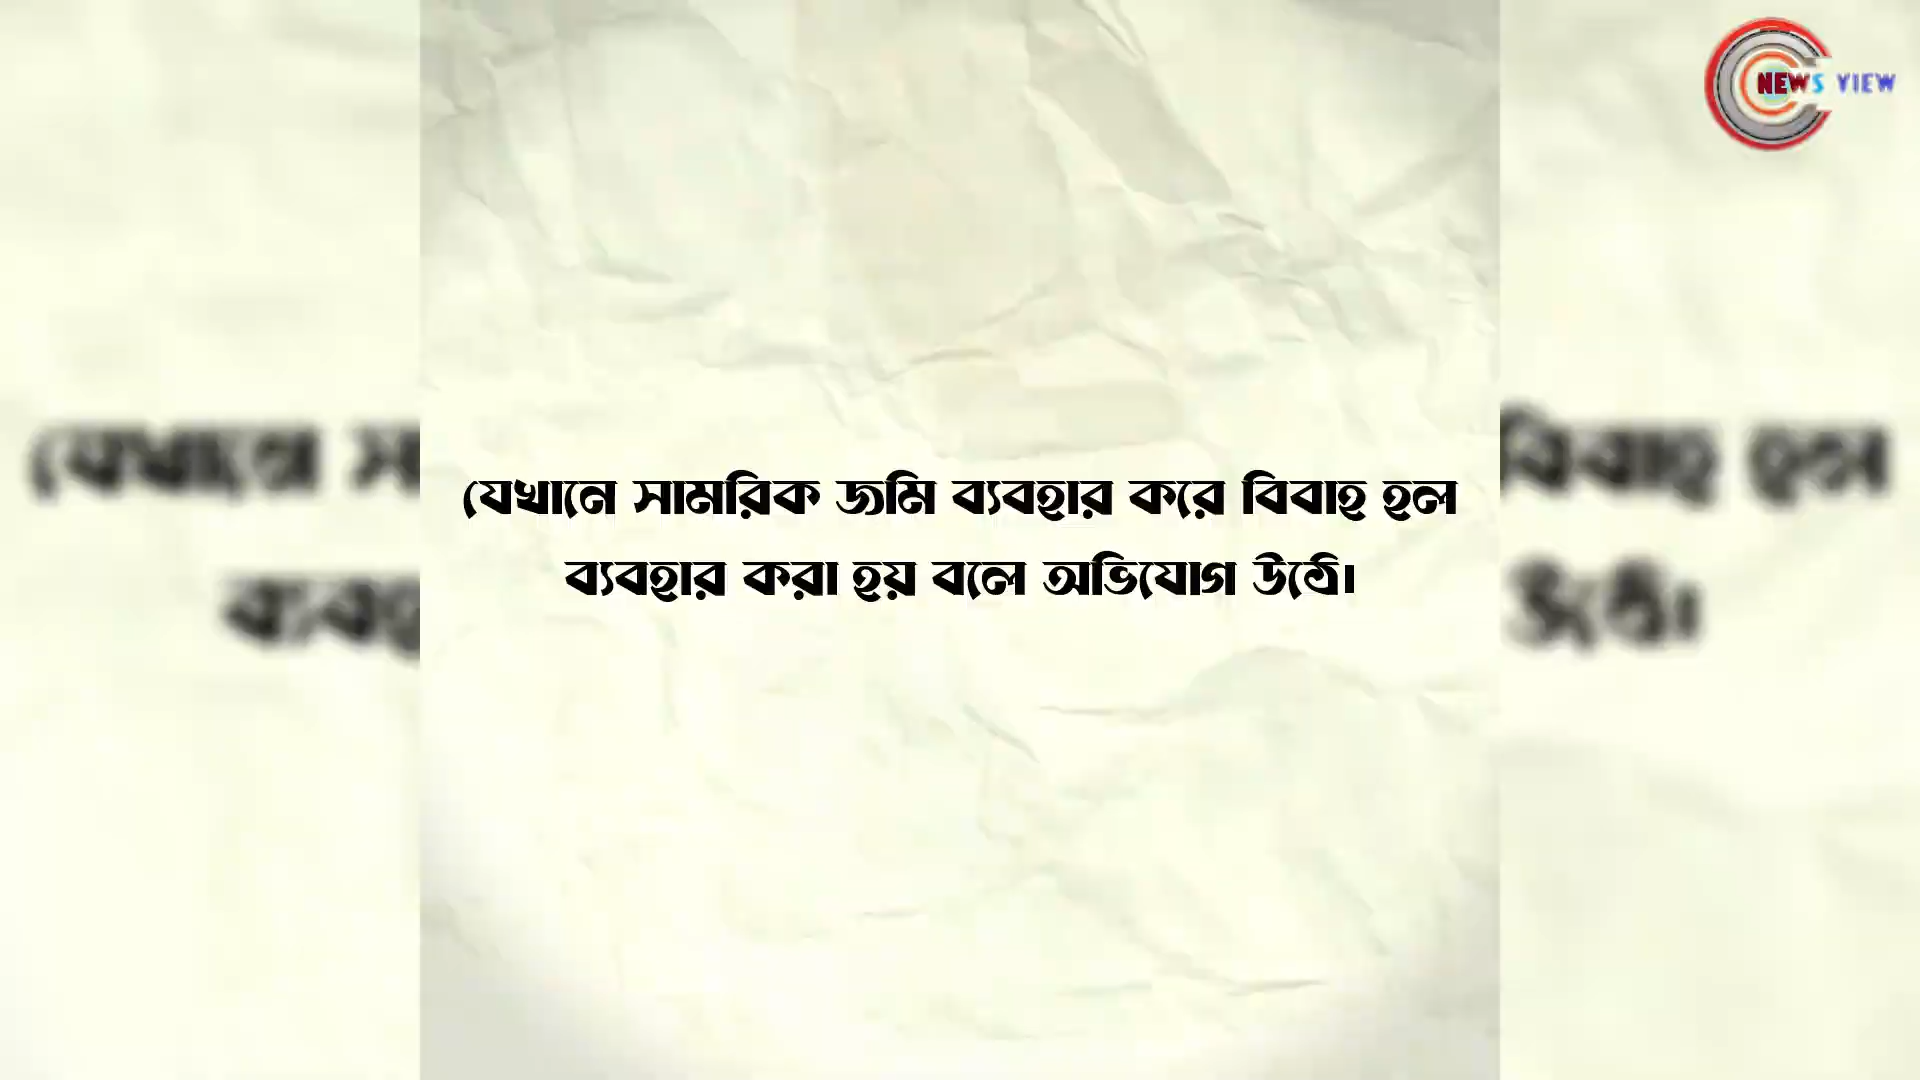 NEWS VIEW
যেখানে সামরিক জমি ব্যবহার করে বিবাহ হল
ব্যবহার করা হয় বলে অভিযোগ উঠে।